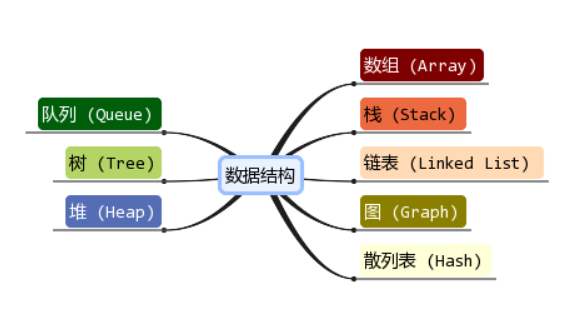 数组 (Array)
队列 (Queue)
栈 (Stack)
树 (Tree)
链表 (Linked List)
数据结构
堆 (Heap)
图 (Graph)
散列表 (Hash)